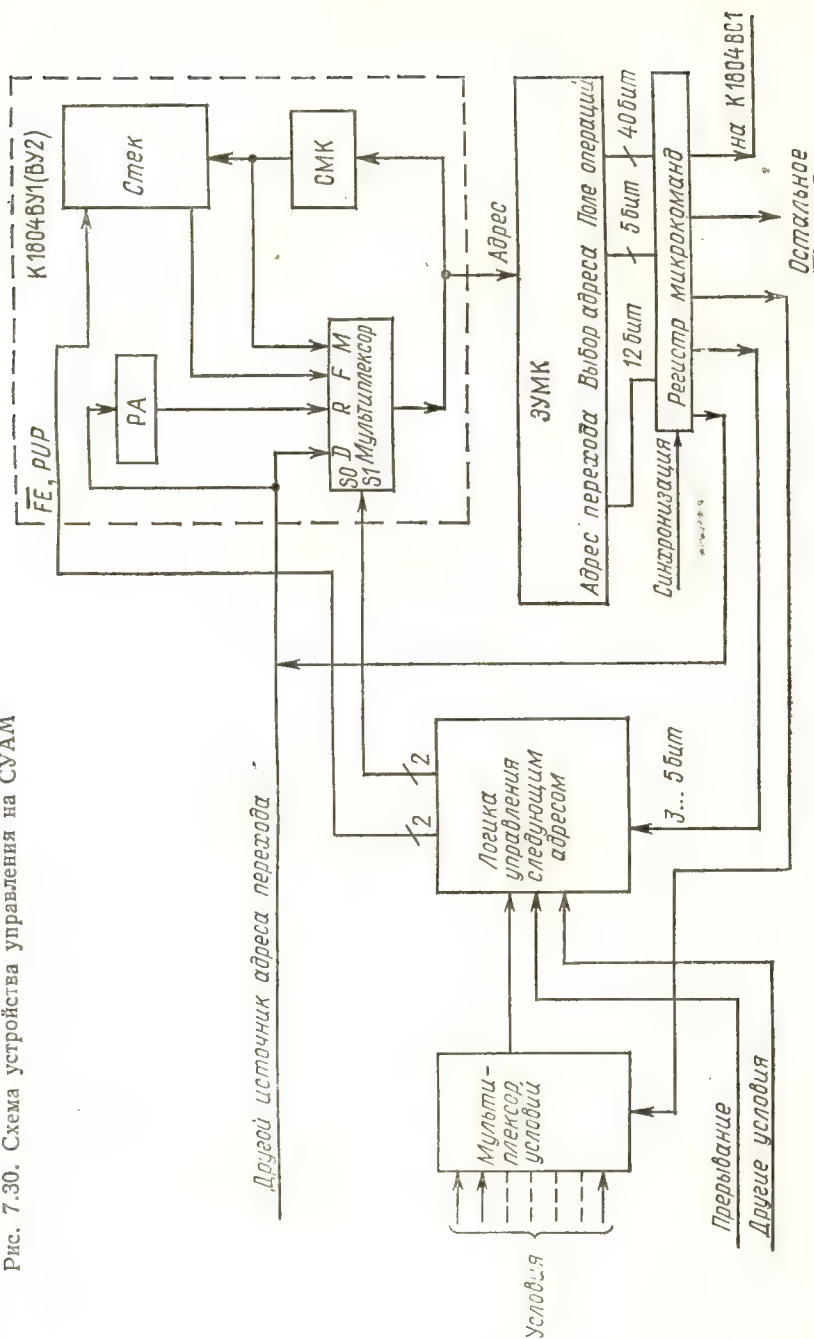 К1804ВУ1(ВУ2)
Стек
СМК
FE, PUP
РА
S0 D R F M
S1 Мультиплексор
Адрес
ЗУМК
Адрес перехода Выбор адреса Поле операций
12 бит
5 бит
40 бит
Регистр микрокоманд
Синхронизация
на К1804ВС1
Остальное
Другой источник адреса перехода
2
2
Логика
управления
следующим
адресом
3... 5 бит
Мульти-
плексор
условий
Условия
Прерывание
Другие условия
Рис. 7.30. Схема устройства управления на СУАМ